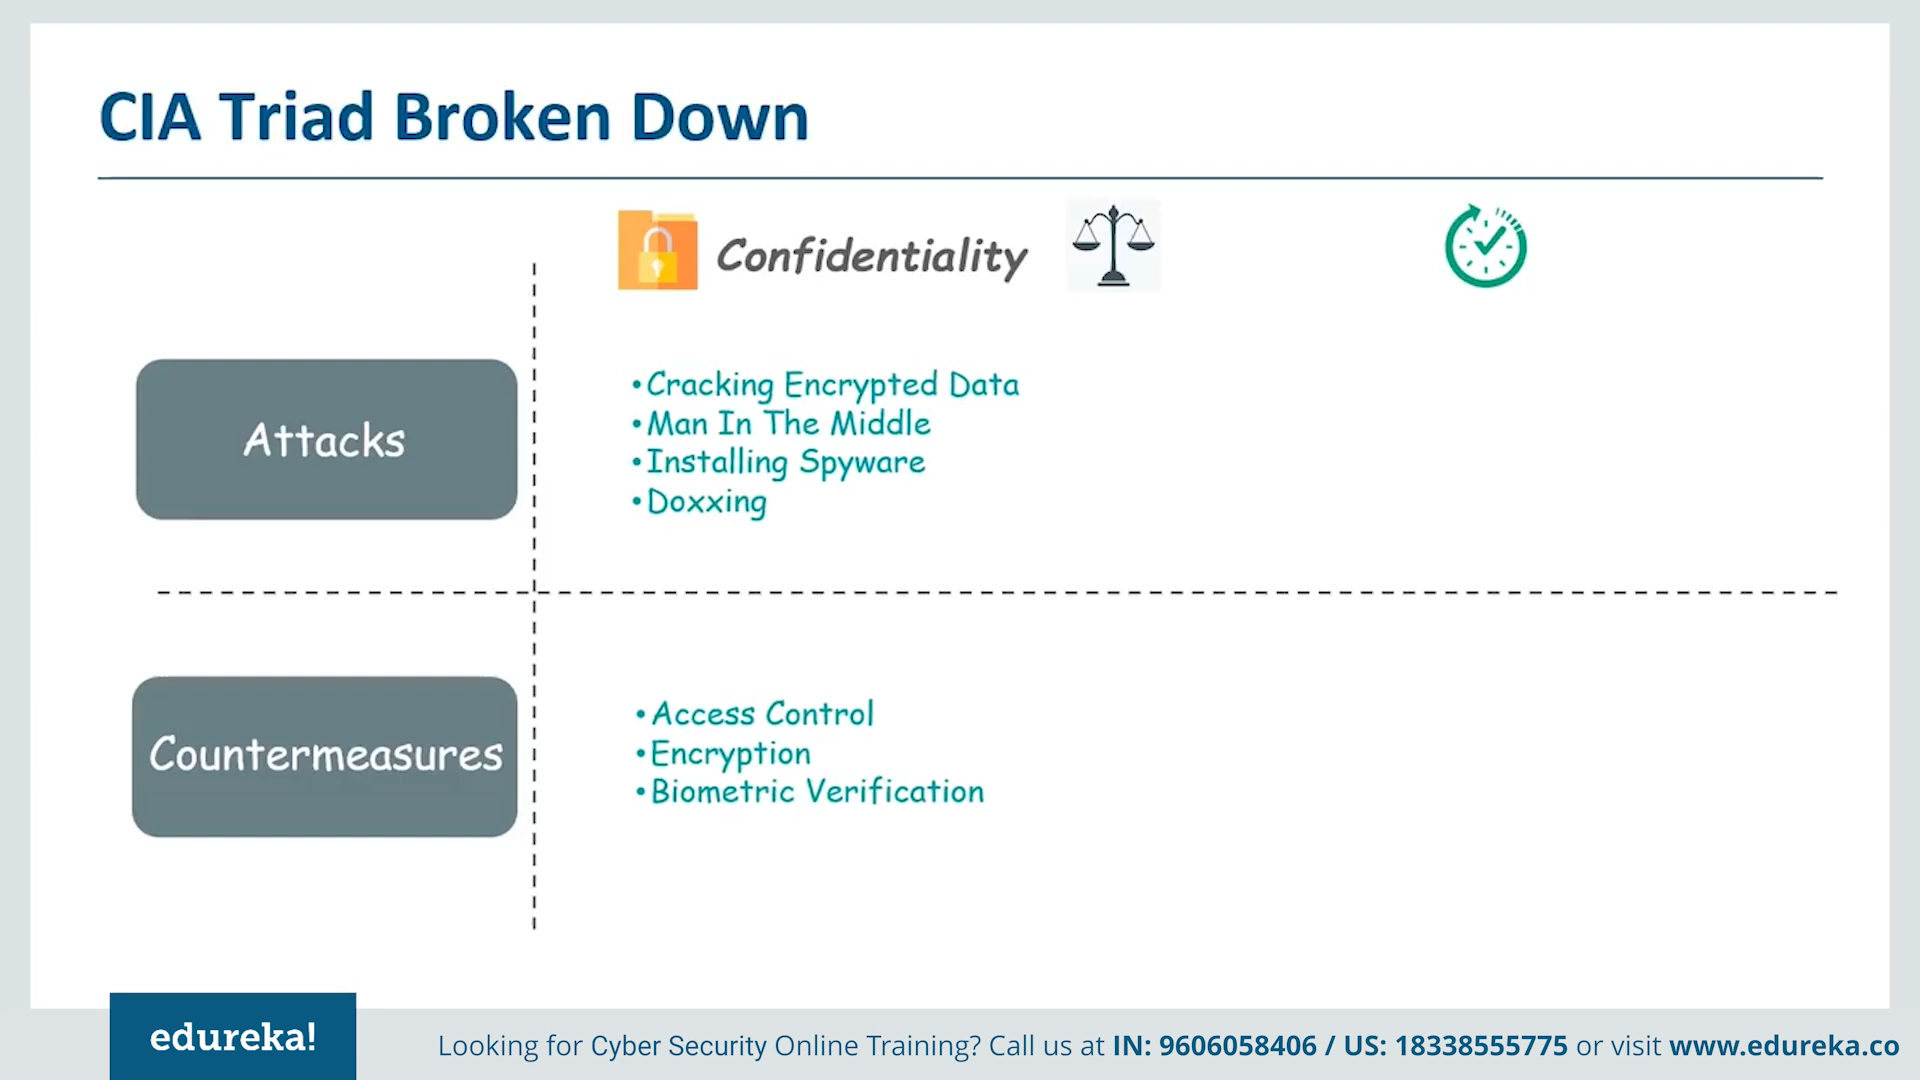 CIA Triad Broken Down
Confidentiality
Attacks
•Cracking Encrypted Data
•Man In The Middle
•Installing Spyware
•Doxxing
Countermeasures
•Access Control
•Encryption
•Biometric Verification
edureka!
Looking for Cyber Security Online Training? Call us at IN: 9606058406 / US: 18338555775 or visit www.edureka.co